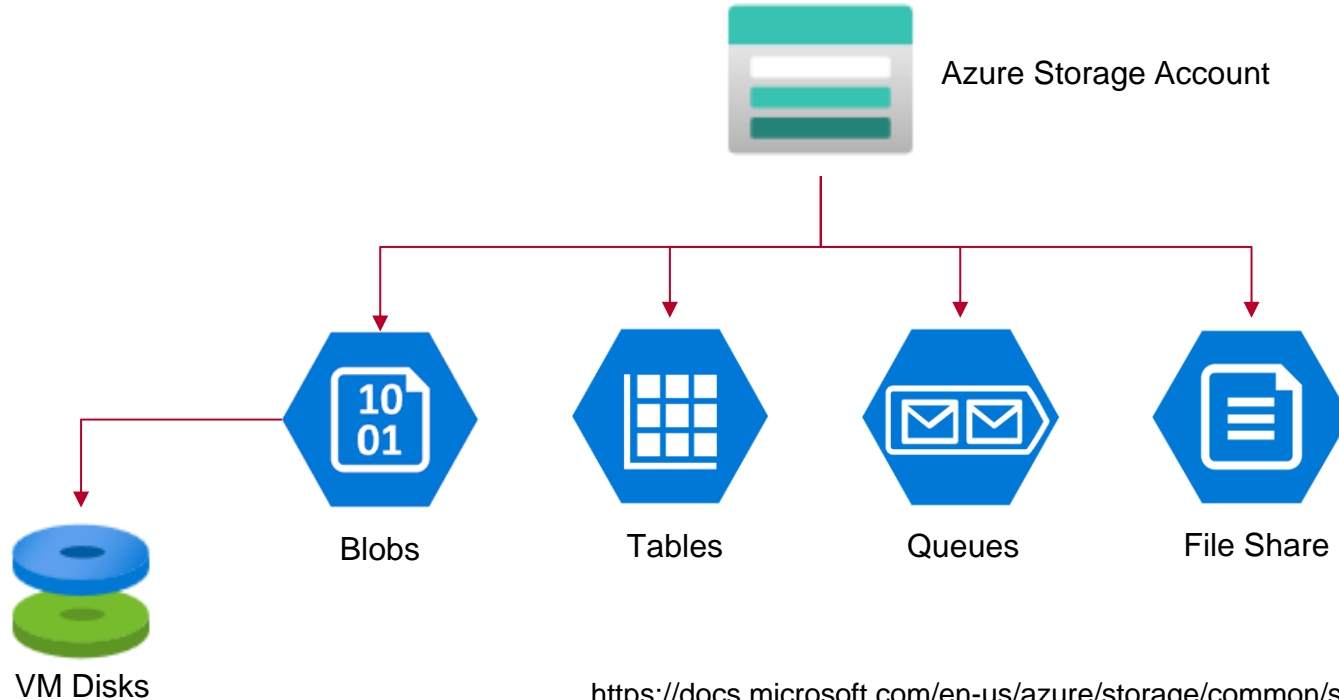 Azure Storage Account
10
01
Blobs
Tables
Queues
File Share
VM Disks
https://docs.microsoft.com/en-us/azure/storage/common/s